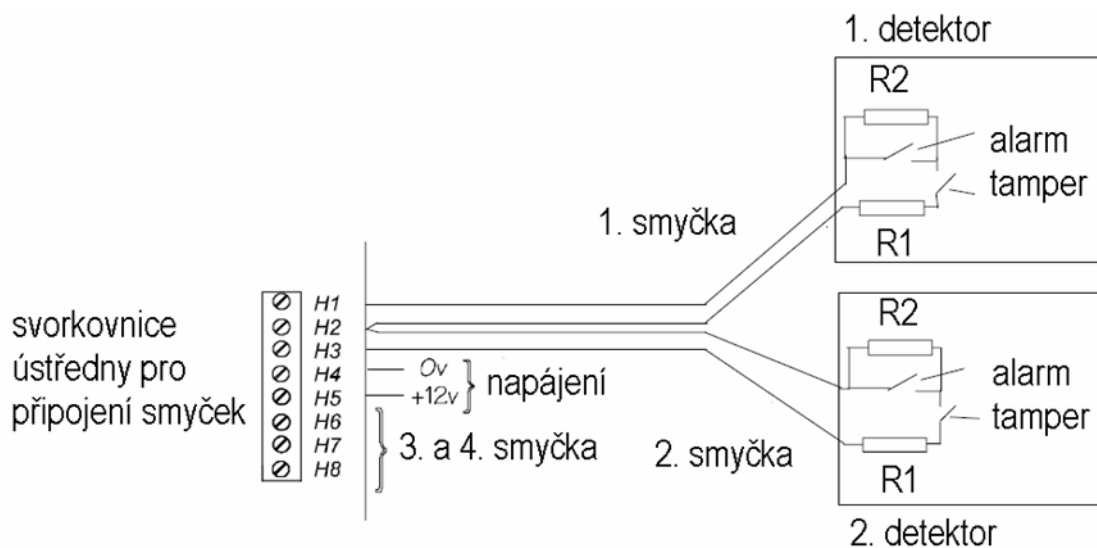 1. detektor
R2
alarm
tamper
R1
1. smyčka
svorkovnice
ústředny pro
připojení smyček
H1
H2
H3
H4
H5
H6
H7
H8
0v
+12v
napájení
3. a 4. smyčka
2. smyčka
R2
alarm
tamper
R1
2. detektor